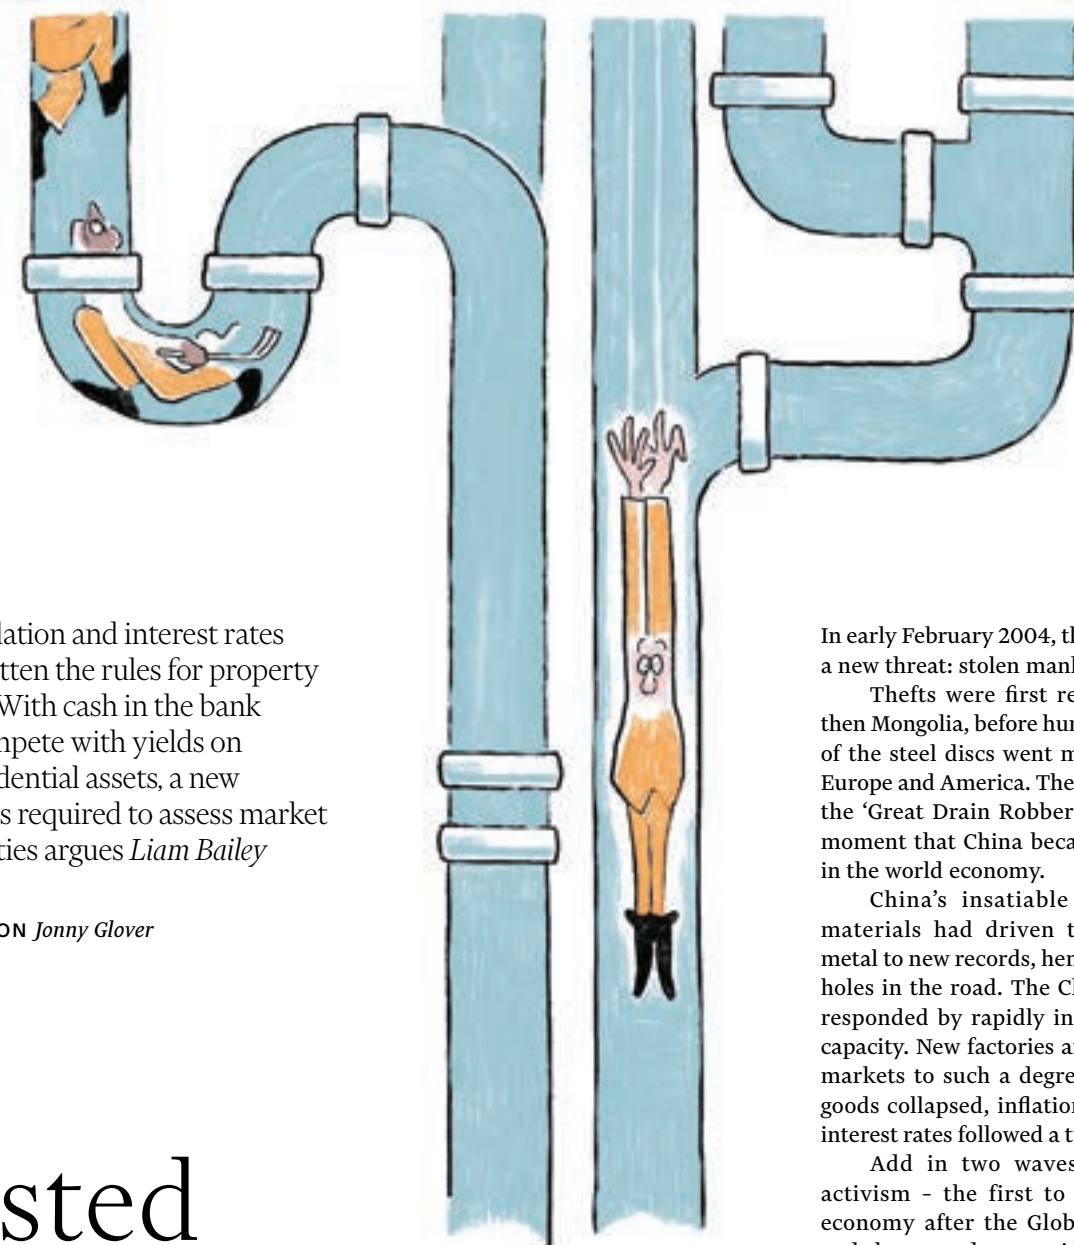 lation and interest rates
tten the rules for property
With cash in the bank
mpete with yields on
dential assets, a new
s required to assess market
ties argues Liam Bailey
ON Jonny Glover
sted
In early February 2004, th
a new threat: stolen manh
Thefts were first re
then Mongolia, before hun
of the steel discs went m
Europe and America. The
the ‘Great Drain Robber
moment that China beca
in the world economy.
China’s insatiable
materials had driven t
metal to new records, hen
holes in the road. The Ch
responded by rapidly in
capacity. New factories a
markets to such a degre
goods collapsed, inflation
interest rates followed a t
Add in two waves
activism – the first to
economy after the Glob